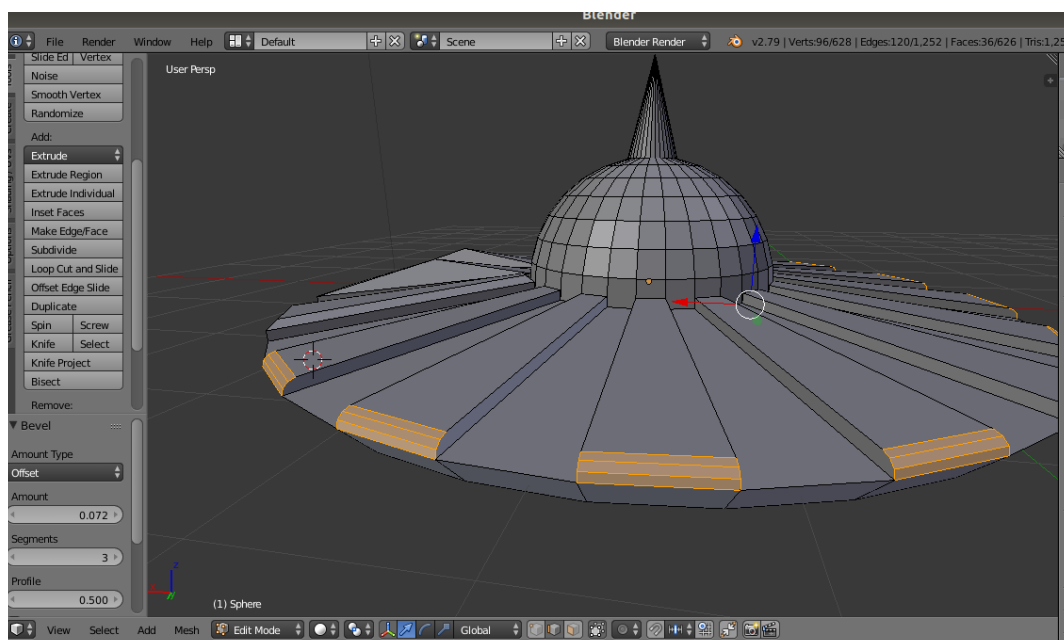 Blender
File Render Window Help Default Scene Blender Render v2.79 | Verts:96/628 | Edges:120/1,252 | Faces:36/626 | Tris:1,25
Slide Ed Vertex
Noise
Smooth Vertex
Randomize
Add:
Extrude
Extrude Region
Extrude Individual
Inset Faces
Make Edge/Face
Subdivide
Loop Cut and Slide
Offset Edge Slide
Duplicate
Spin Screw
Knife Select
Knife Project
Bisect
Remove:
Bevel
Amount Type
Offset
Amount
0.072
Segments
3
Profile
0.500
User Persp
z
(1) Sphere
View Select Add Mesh Edit Mode Global